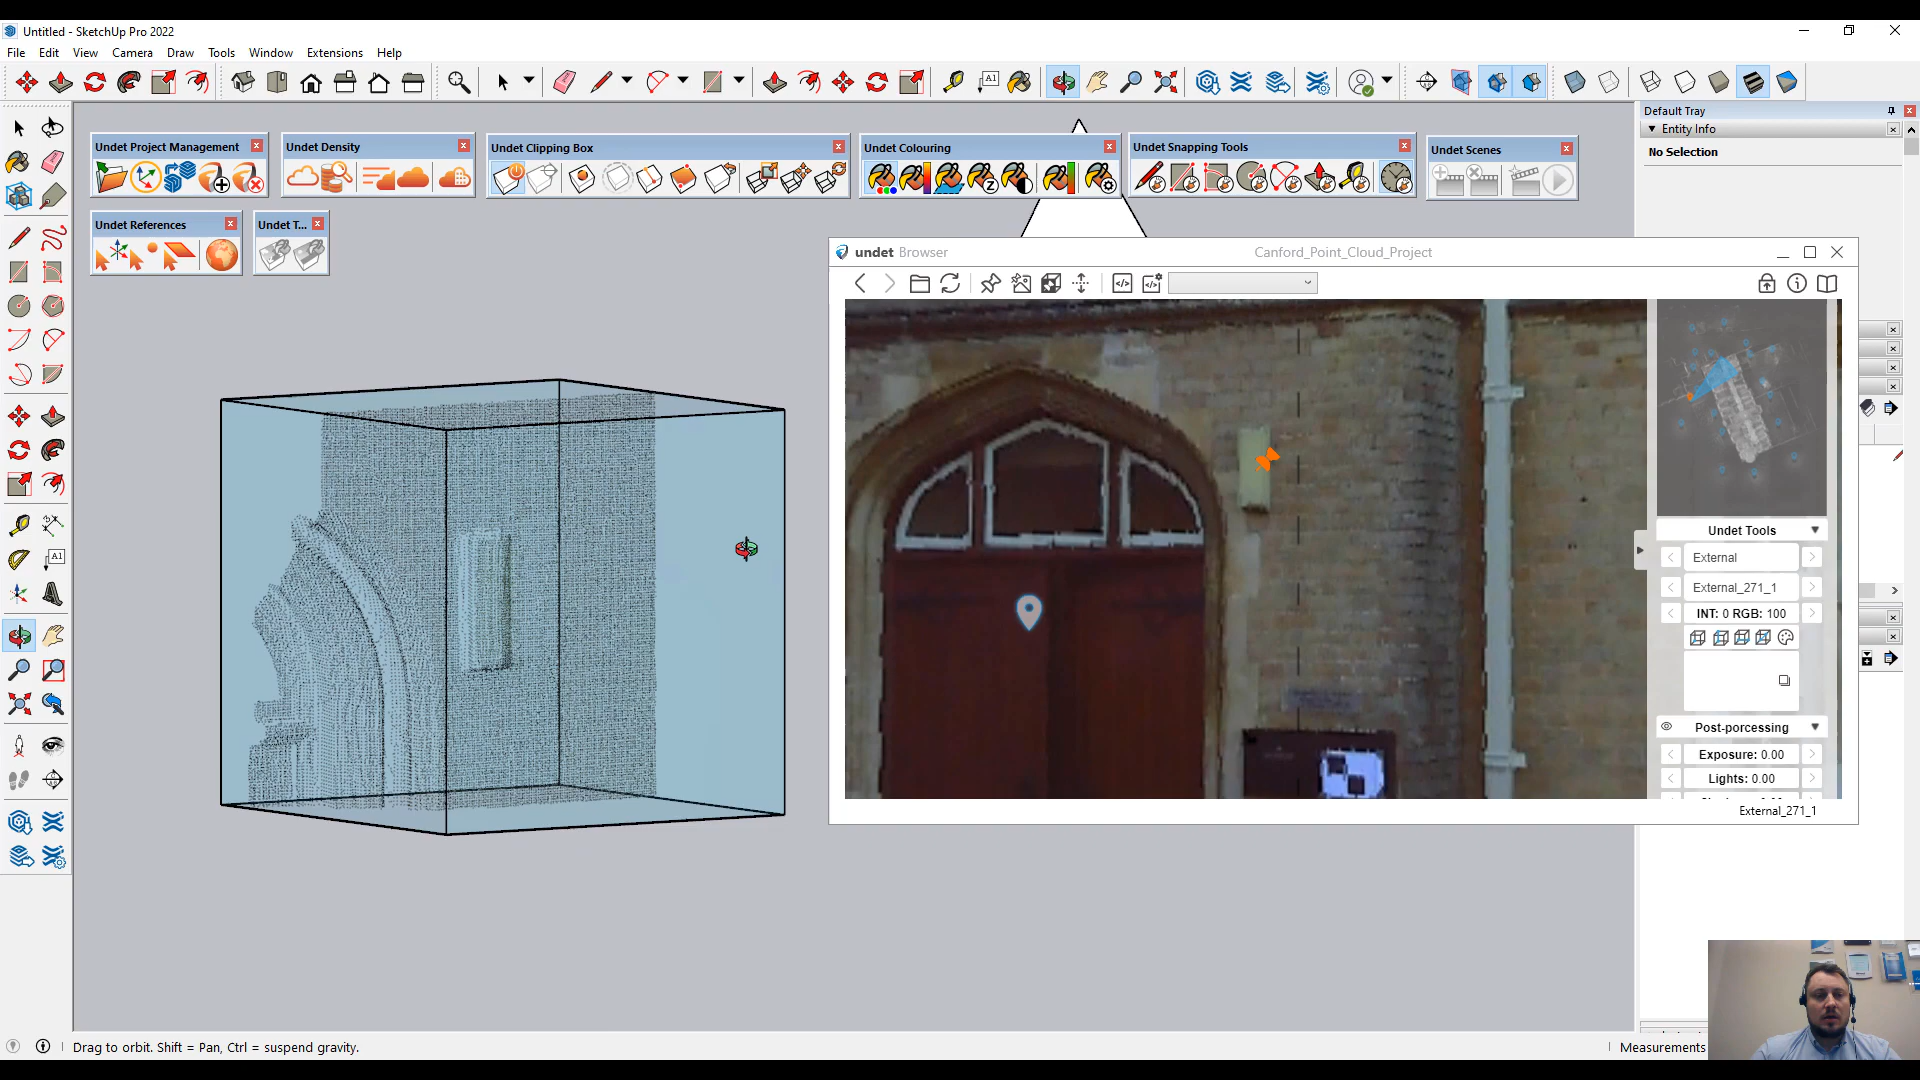 Untitled - SketchUp Pro 2022
File Edit View Camera Draw Tools Window Extensions Help
A1
Default Tray
Entity Info
No Selection
Undet Project Management
Undet Density
Undet Clipping Box
Undet Colouring
Undet Snapping Tools
Undet Scenes
Undet References
Undet T...
undet Browser
Canford_Point_Cloud_Project
Undet Tools
External
External_271_1
INT: 0 RGB: 100
Post-porcessing
Exposure: 0.00
Lights: 0.00
External_271_1
A1
Drag to orbit. Shift = Pan, Ctrl = suspend gravity.
Measurements